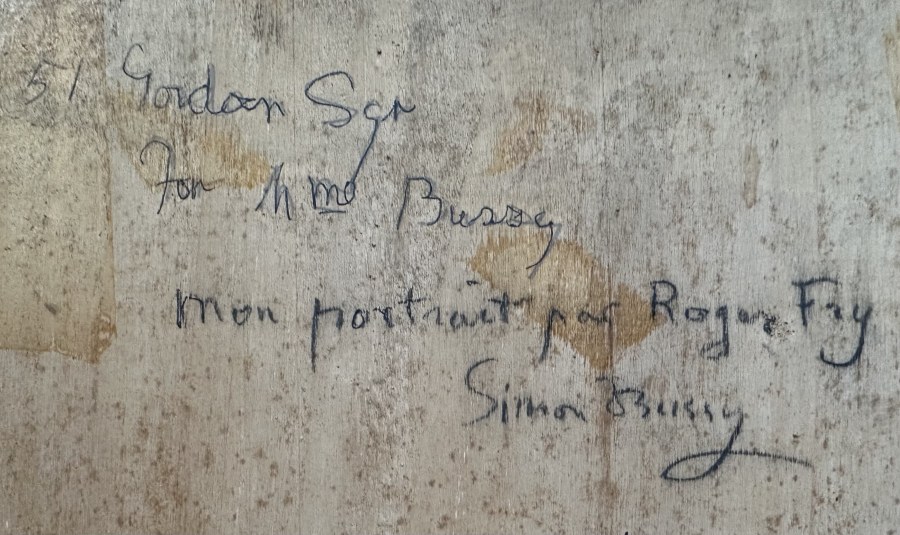 51 Gordon Sqr
For Mme Bussy
mon portrait par Roger Fry
Simon Bussy